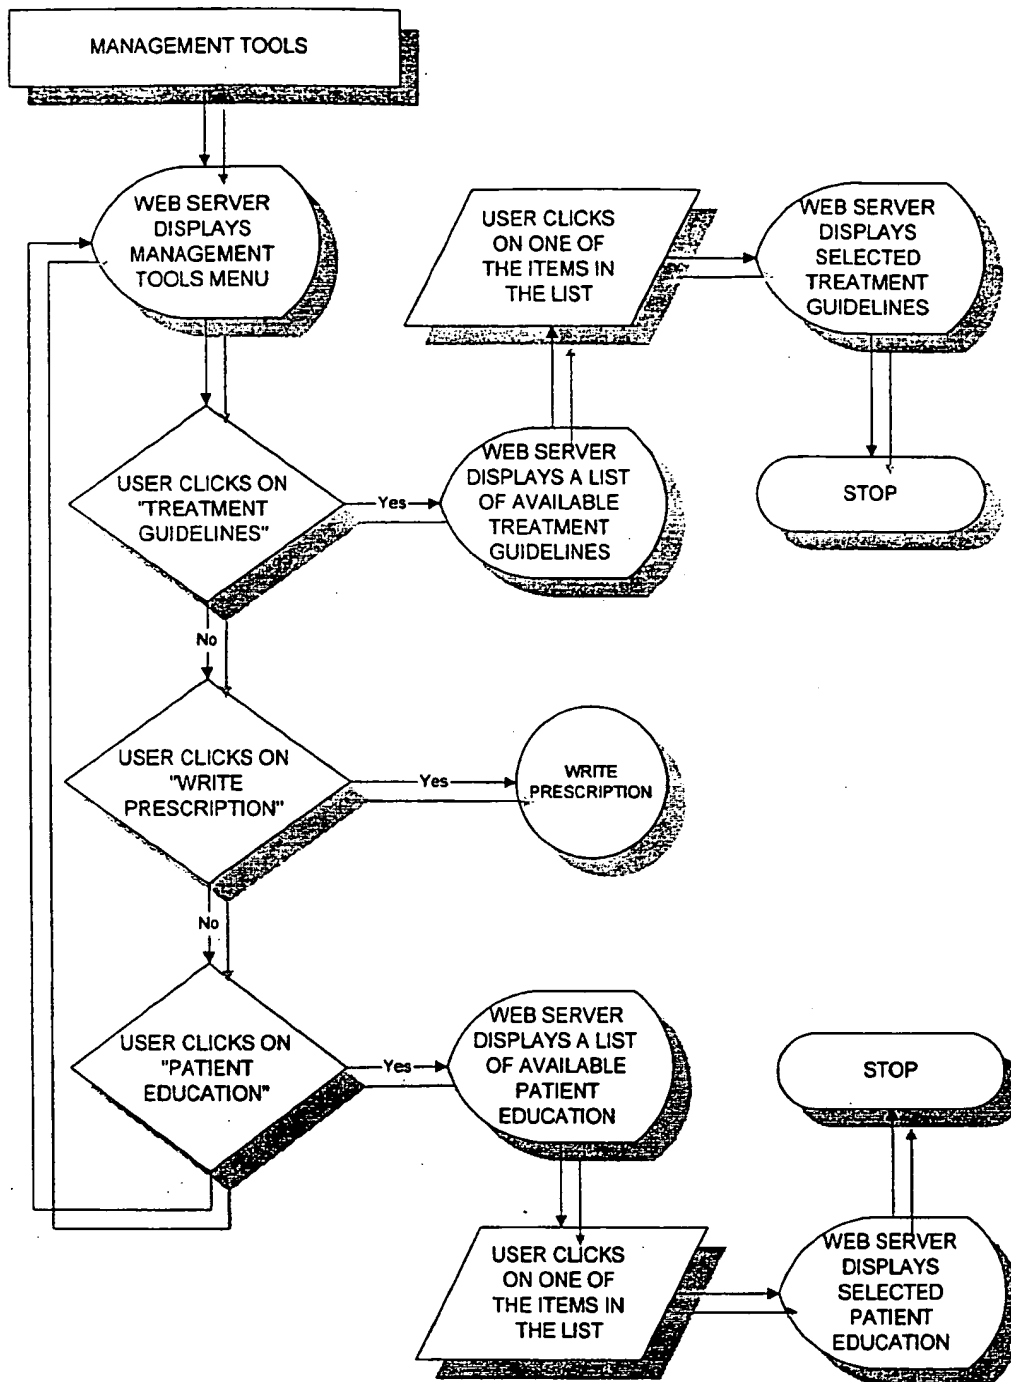 MANAGEMENT TOOLS
WEB SERVER
DISPLAYS
MANAGEMENT
TOOLS MENU
USER CLICKS
ON ONE OF
THE ITEMS IN
THE LIST
WEB SERVER
DISPLAYS
SELECTED
TREATMENT
GUIDELINES
USER CLICKS ON
"TREATMENT
GUIDELINES"
Yes
WEB SERVER
DISPLAYS A LIST
OF AVAILABLE
TREATMENT
GUIDELINES
STOP
No
USER CLICKS ON
"WRITE
PRESCRIPTION"
Yes
WRITE
PRESCRIPTION
No
USER CLICKS ON
"PATIENT
EDUCATION"
Yes
WEB SERVER
DISPLAYS A LIST
OF AVAILABLE
PATIENT
EDUCATION
STOP
USER CLICKS
ON ONE OF
THE ITEMS IN
THE LIST
WEB SERVER
DISPLAYS
SELECTED
PATIENT
EDUCATION